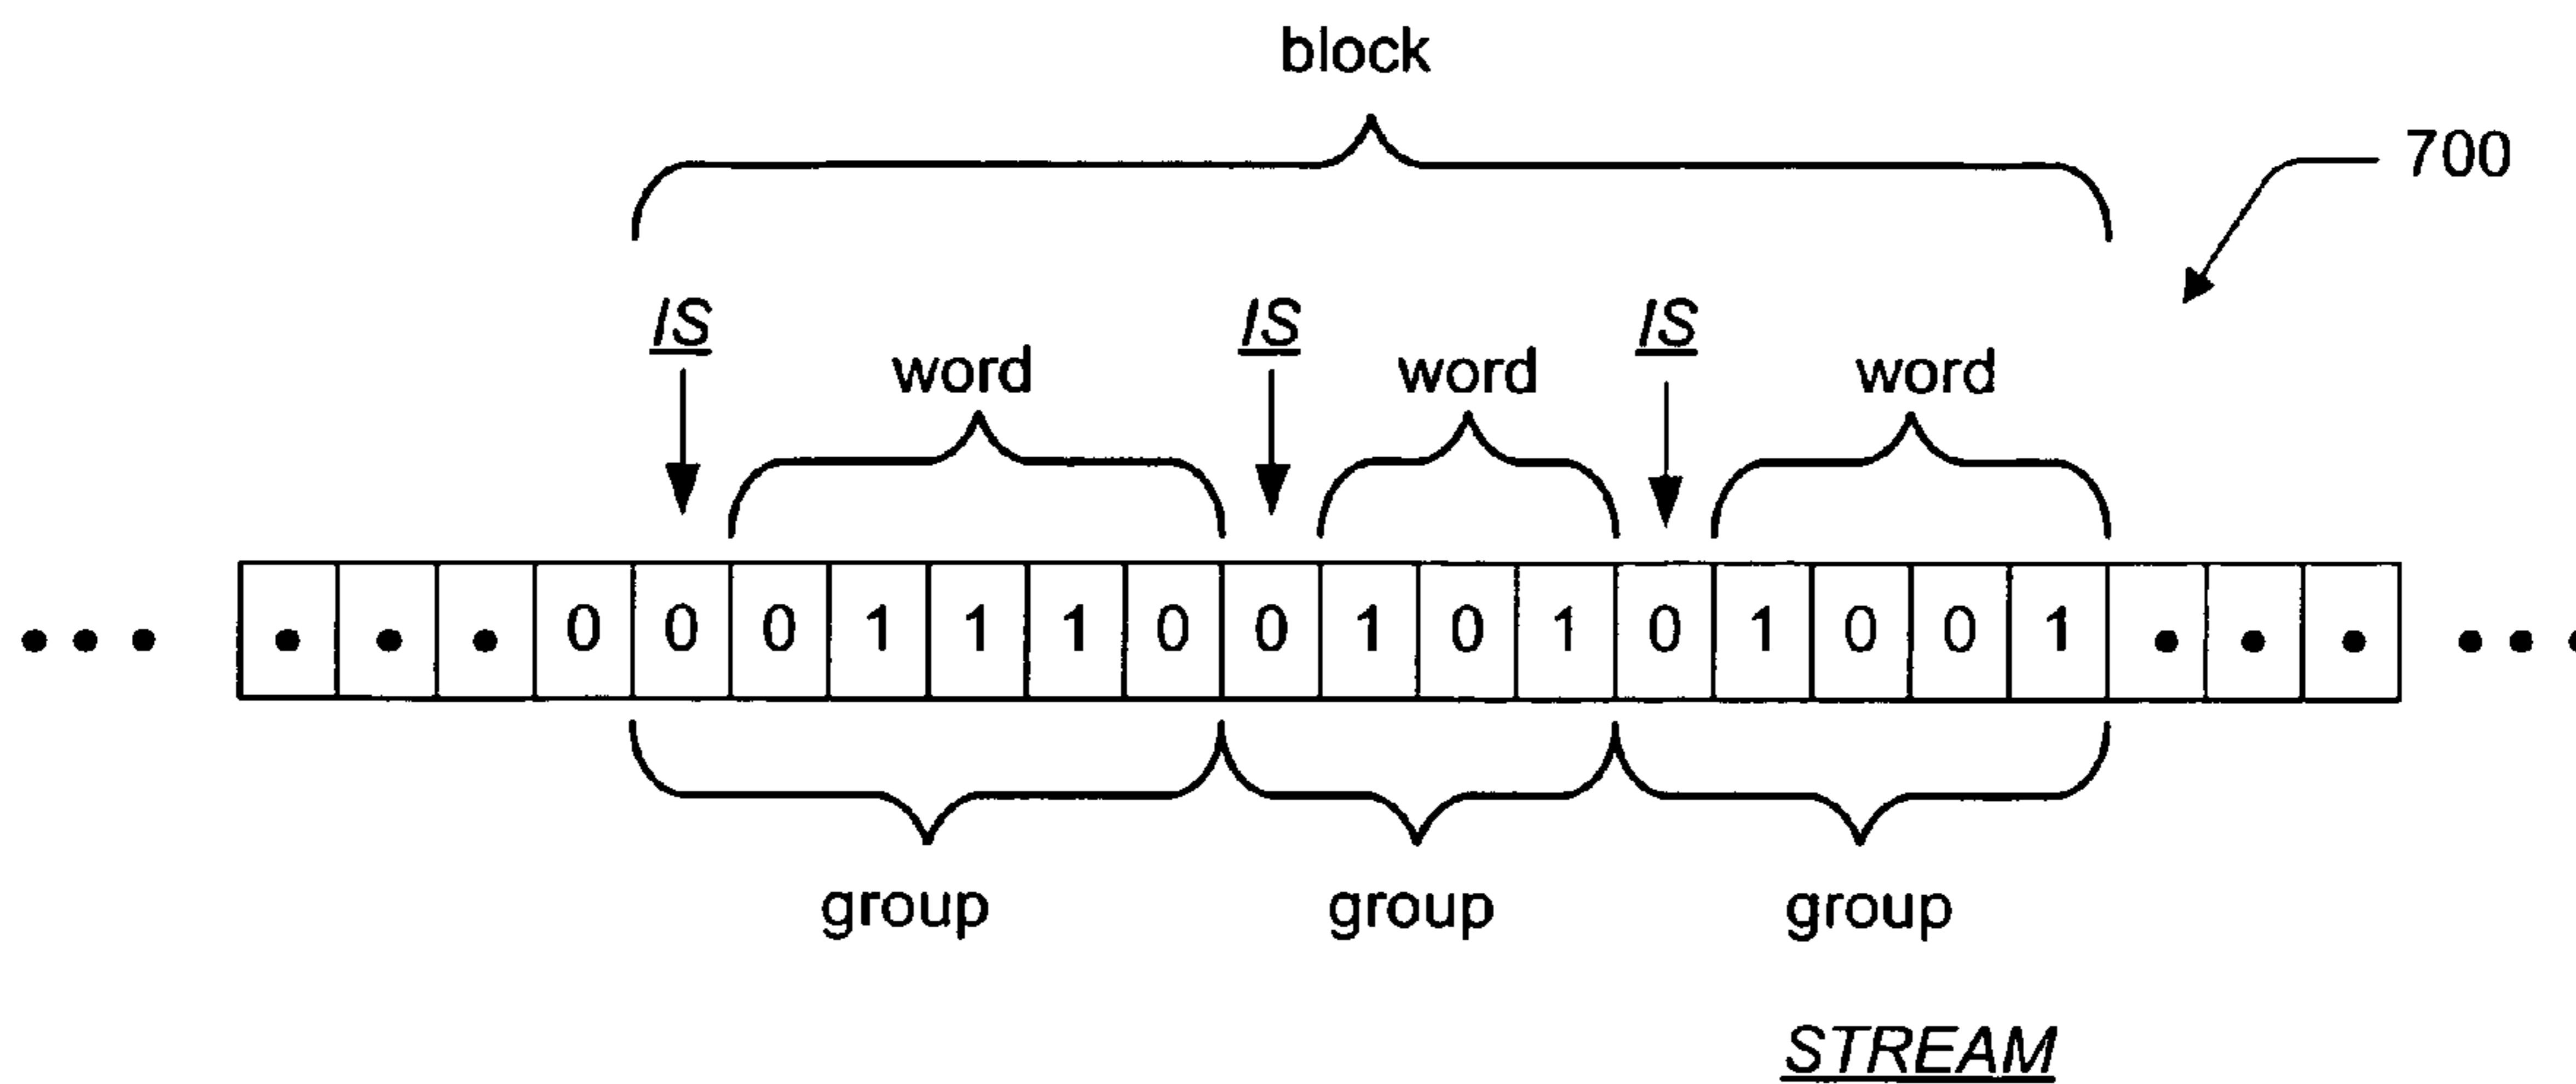 block
700
IS IS IS
word word word
• • • • • • 0 0 0 1 1 1 0 0 1 0 1 0 1 0 0 1 • • • • • •
group group group
STREAM